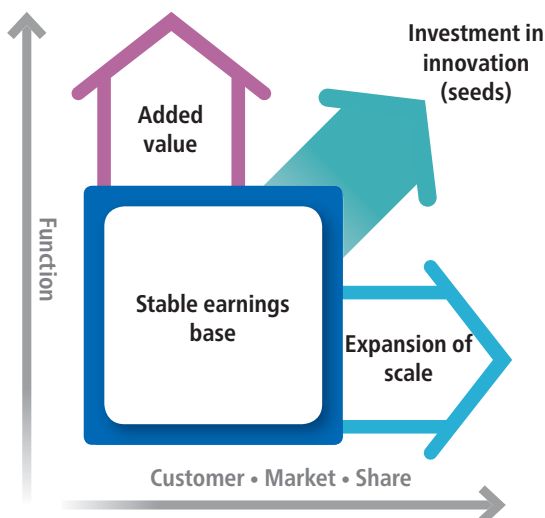 Investment in
innovation
(seeds)
Added
value
Function
Stable earnings
base
Expansion of
scale
Customer • Market • Share